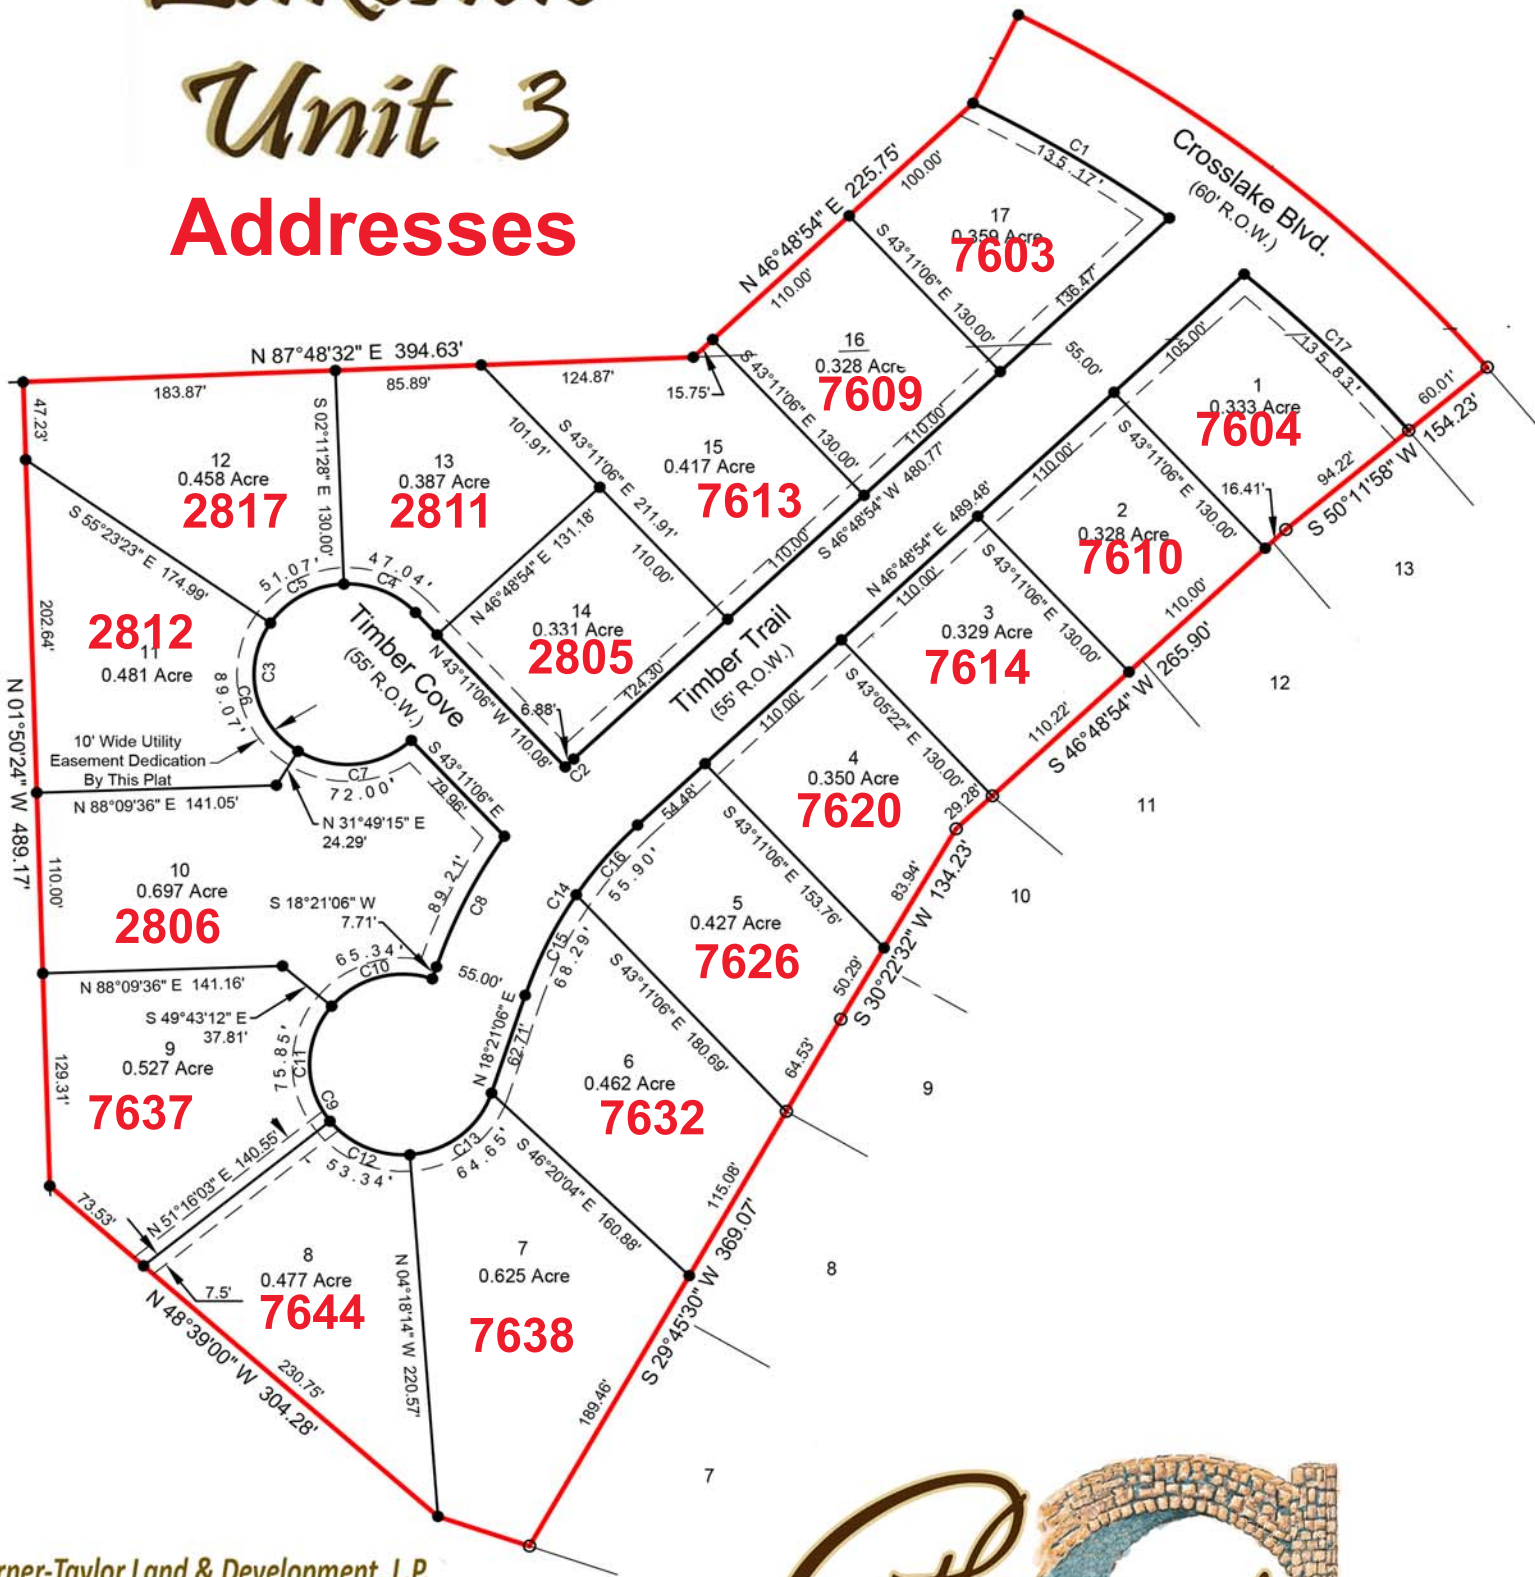 Unit 3
Addresses
Crosslake Blvd.
(60' R.O.W.)
C1
135.17'
N 46°48'54" E 225.75'
100.00'
17
0.359 Acre
7603
S 43°11'06" E 130.00'
136.47'
110.00'
16
0.328 Acre
7609
S 43°11'06" E 130.00'
110.00'
55.00'
105.00'
C17
135.83'
1
0.333 Acre
7604
60.01'
S 50°11'58" W 154.23'
94.22'
16.41'
S 43°11'06" E 130.00'
N 87°48'32" E 394.63'
183.87'
85.89'
124.87'
15.75'
47.23'
12
0.458 Acre
2817
S 02°11'28" E 130.00'
13
0.387 Acre
2811
101.91'
S 43°11'06" E 211.91'
110.00'
15
0.417 Acre
7613
110.00'
S 46°48'54" W 480.77'
N 46°48'54" E 489.48'
110.00'
2
0.328 Acre
7610
110.00'
13
S 43°11'06" E 130.00'
110.00'
3
0.329 Acre
7614
S 46°48'54" W 265.90'
110.22'
12
S 55°23'23" E 174.99'
51.07'
C5
47.04'
C4
N 46°48'54" E 131.18'
14
0.331 Acre
2805
124.30'
6.88'
C2
N 43°11'06" W 110.08'
Timber Cove
(55' R.O.W.)
Timber Trail
(55' R.O.W.)
202.64'
2812
11
0.481 Acre
C3
C6
89.07'
N 01°50'24" W 489.17'
10' Wide Utility
Easement Dedication
By This Plat
N 88°09'36" E 141.05'
C7
72.00'
N 31°49'15" E
24.29'
S 43°11'06" E
79.96'
110.00'
S 43°05'22" E 130.00'
4
0.350 Acre
7620
29.28'
11
54.48'
S 43°11'06" E 153.76'
83.94'
S 30°22'32" W 134.23'
10
110.00'
10
0.697 Acre
2806
S 18°21'06" W
7.71'
89.21'
C8
C14
C16
55.90'
C15
68.29'
5
0.427 Acre
7626
50.29'
S 43°11'06" E 180.69'
65.34'
C10
55.00'
N 88°09'36" E 141.16'
S 49°43'12" E
37.81'
N 18°21'06" E
62.71'
64.53'
9
129.31'
9
0.527 Acre
7637
75.85'
C11
C9
6
0.462 Acre
7632
C12
53.34'
C13
64.65'
S 46°20'04" E 160.88'
115.08'
S 29°45'30" W 369.07'
8
73.53'
N 51°16'03" E 140.55'
7.5'
8
0.477 Acre
7644
N 04°18'14" W 220.57'
7
0.625 Acre
7638
N 48°39'00" W 304.28'
230.75'
189.46'
7
Taylor Land & Development, L.P.